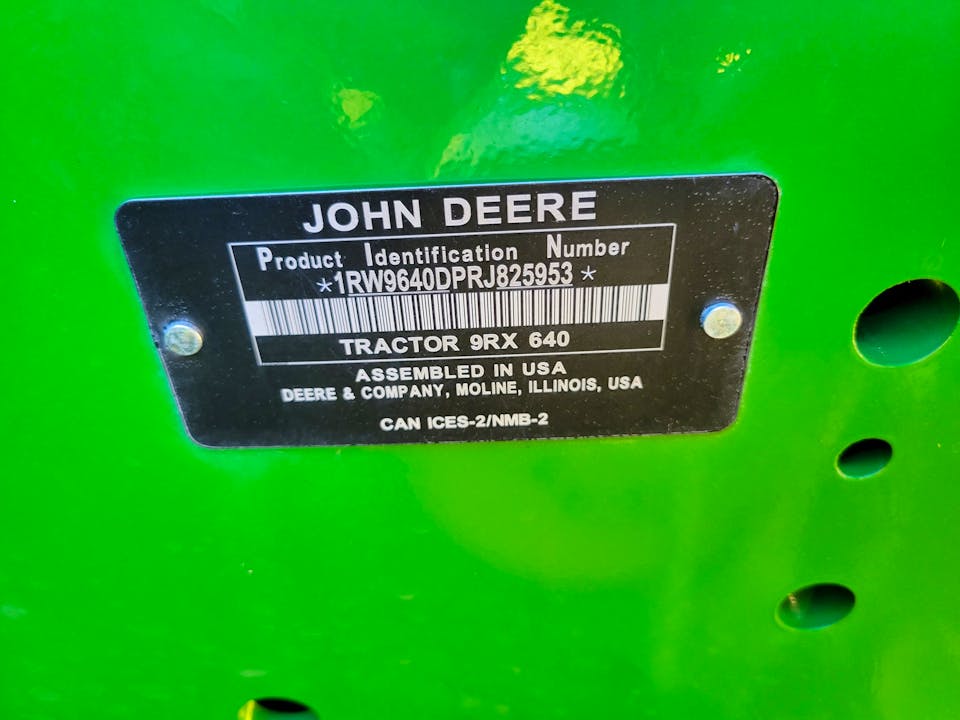 JOHN DEERE
Product Identification Number
*1RW9640DPRJ825953*
TRACTOR 9RX 640
ASSEMBLED IN USA
DEERE & COMPANY, MOLINE, ILLINOIS, USA
CAN ICES-2/NMB-2